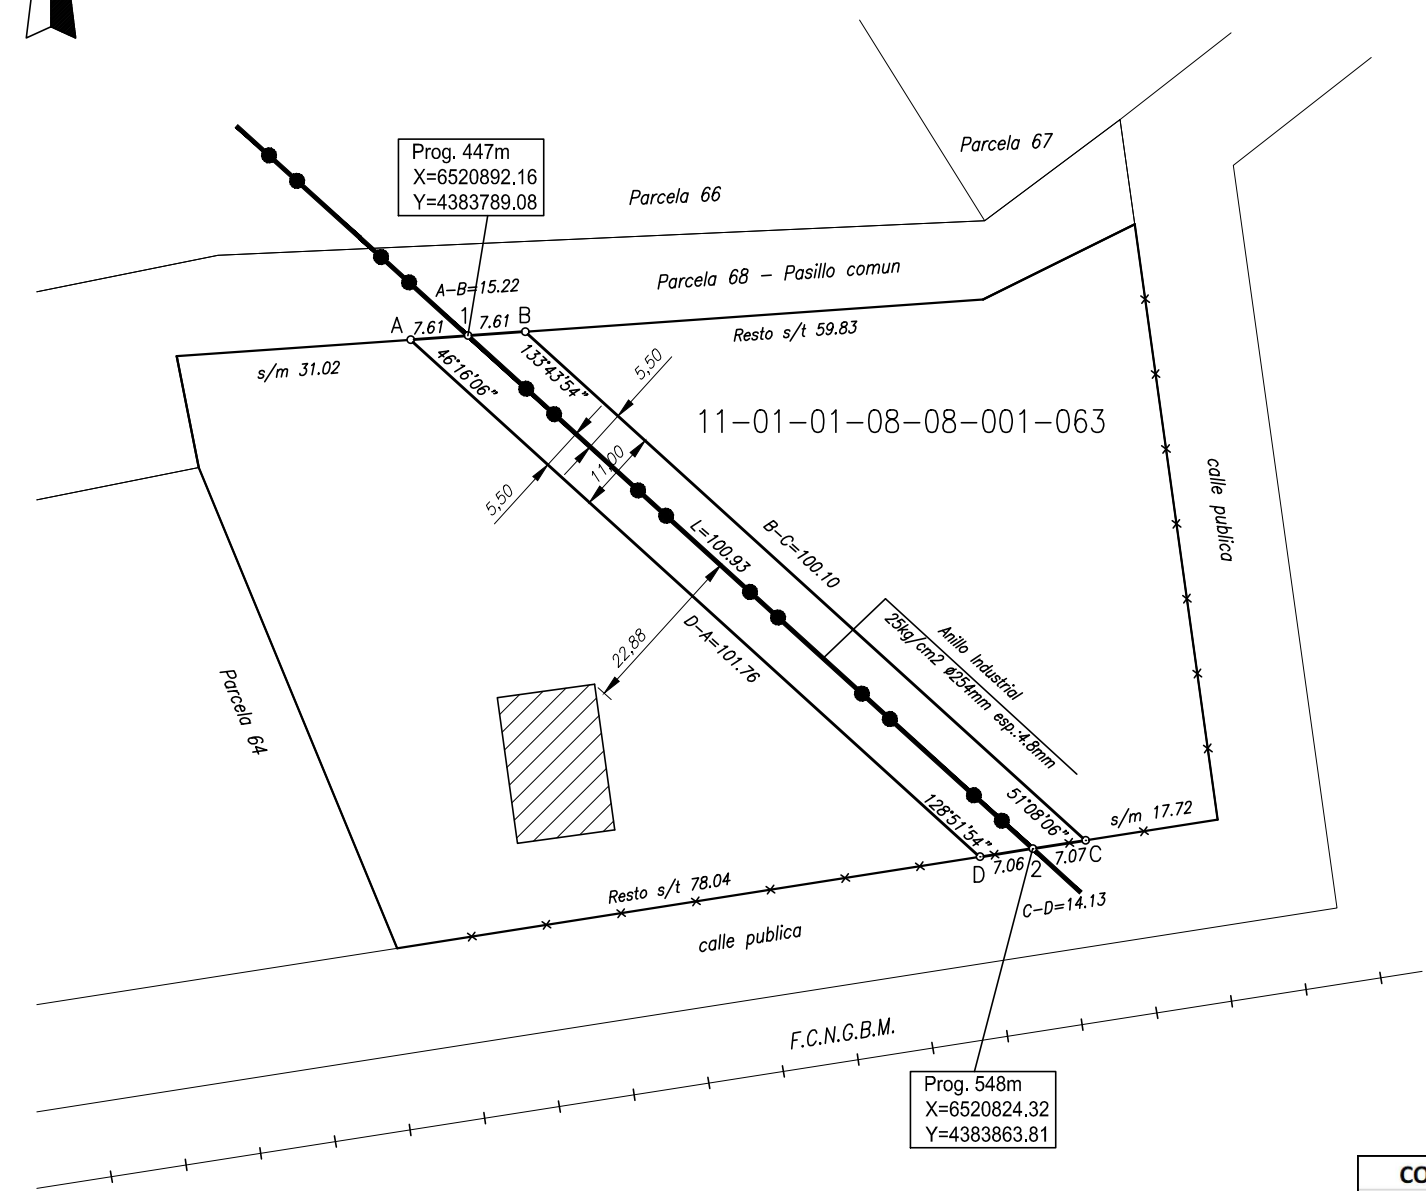 Parcela 67
Prog. 447m
X=6520892.16
Y=4383789.08
Parcela 66
Parcela 68 - Pasillo comun
A-B=15.22
A
7.61
1
7.61
B
Resto s/t 59.83
s/m 31.02
46°16'06"
133°43'54"
5,50
11-01-01-08-08-001-063
11,00
5,50
calle publica
L=100.93
B-C=100.10
22,88
D-A=101.76
Anillo Industrial
25kg/cm2 ø254mm esp.:4.8mm
Parcela 64
128°51'54"
51°08'06"
s/m 17.72
D
7.06
2
7.07
C
C-D=14.13
Resto s/t 78.04
calle publica
F.C.N.G.B.M.
Prog. 548m
X=6520824.32
Y=4383863.81
CO